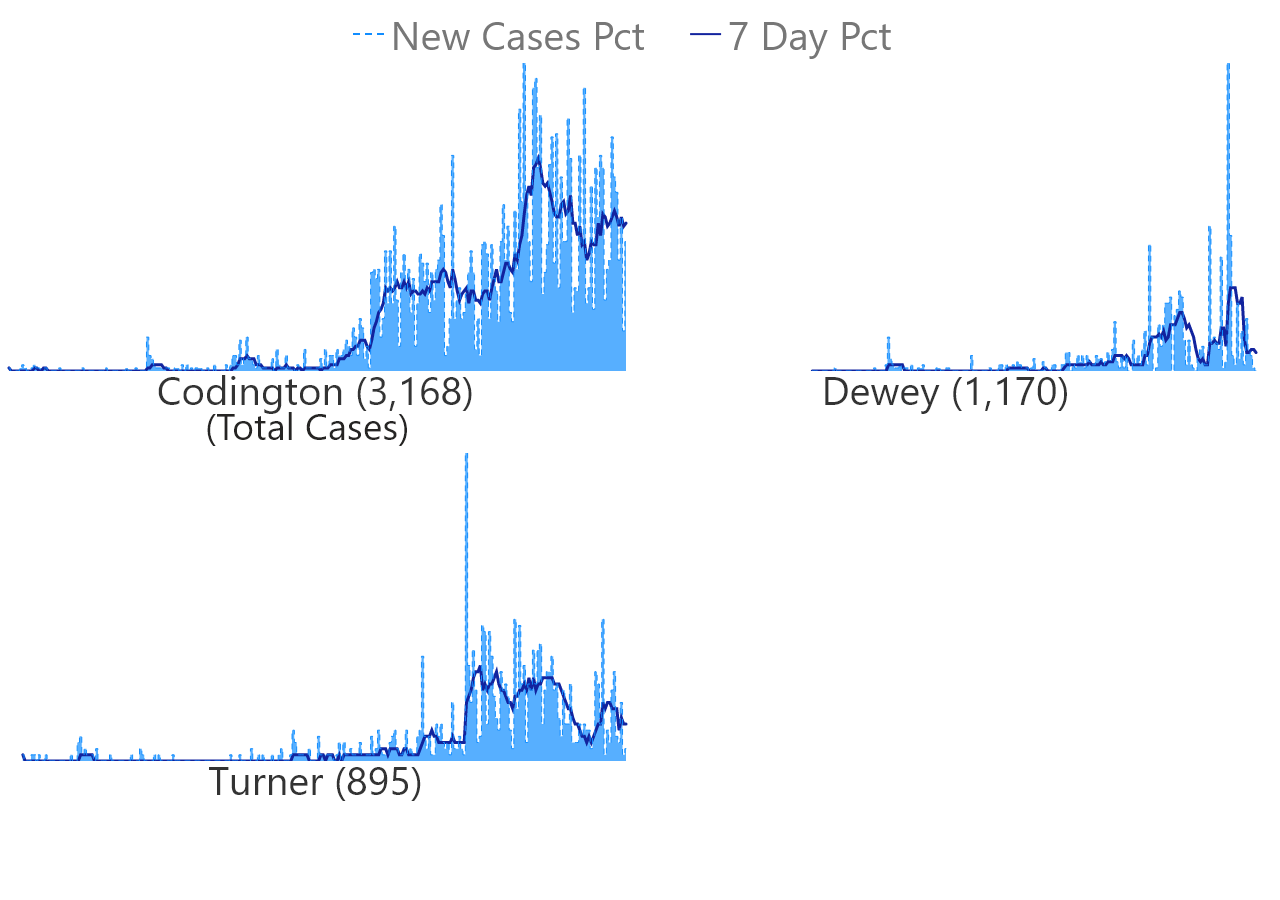 New Cases Pct 7 Day Pct
Codington (3,168)
(Total Cases)
Dewey (1,170)
Turner (895)